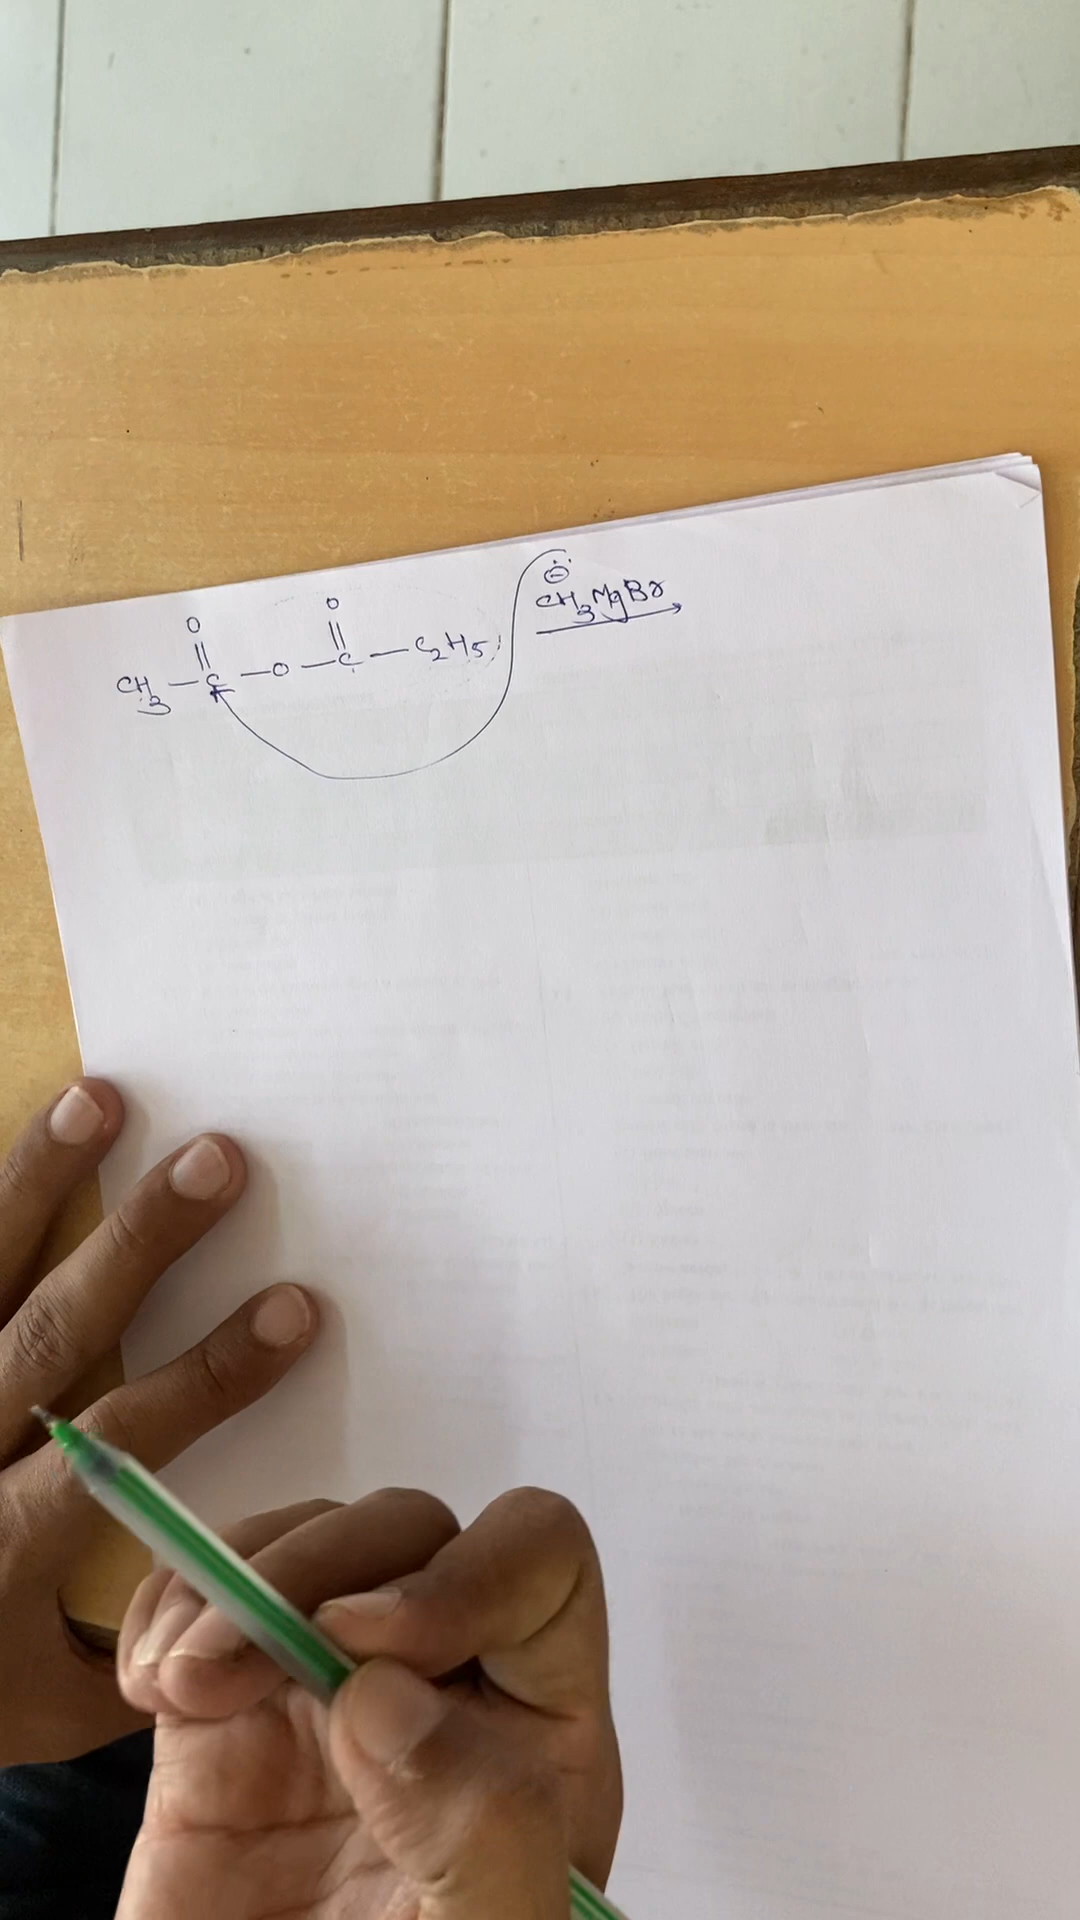 O O ⊖
CH₃MgBr
CH₃ — C — O — C — C₂H₅